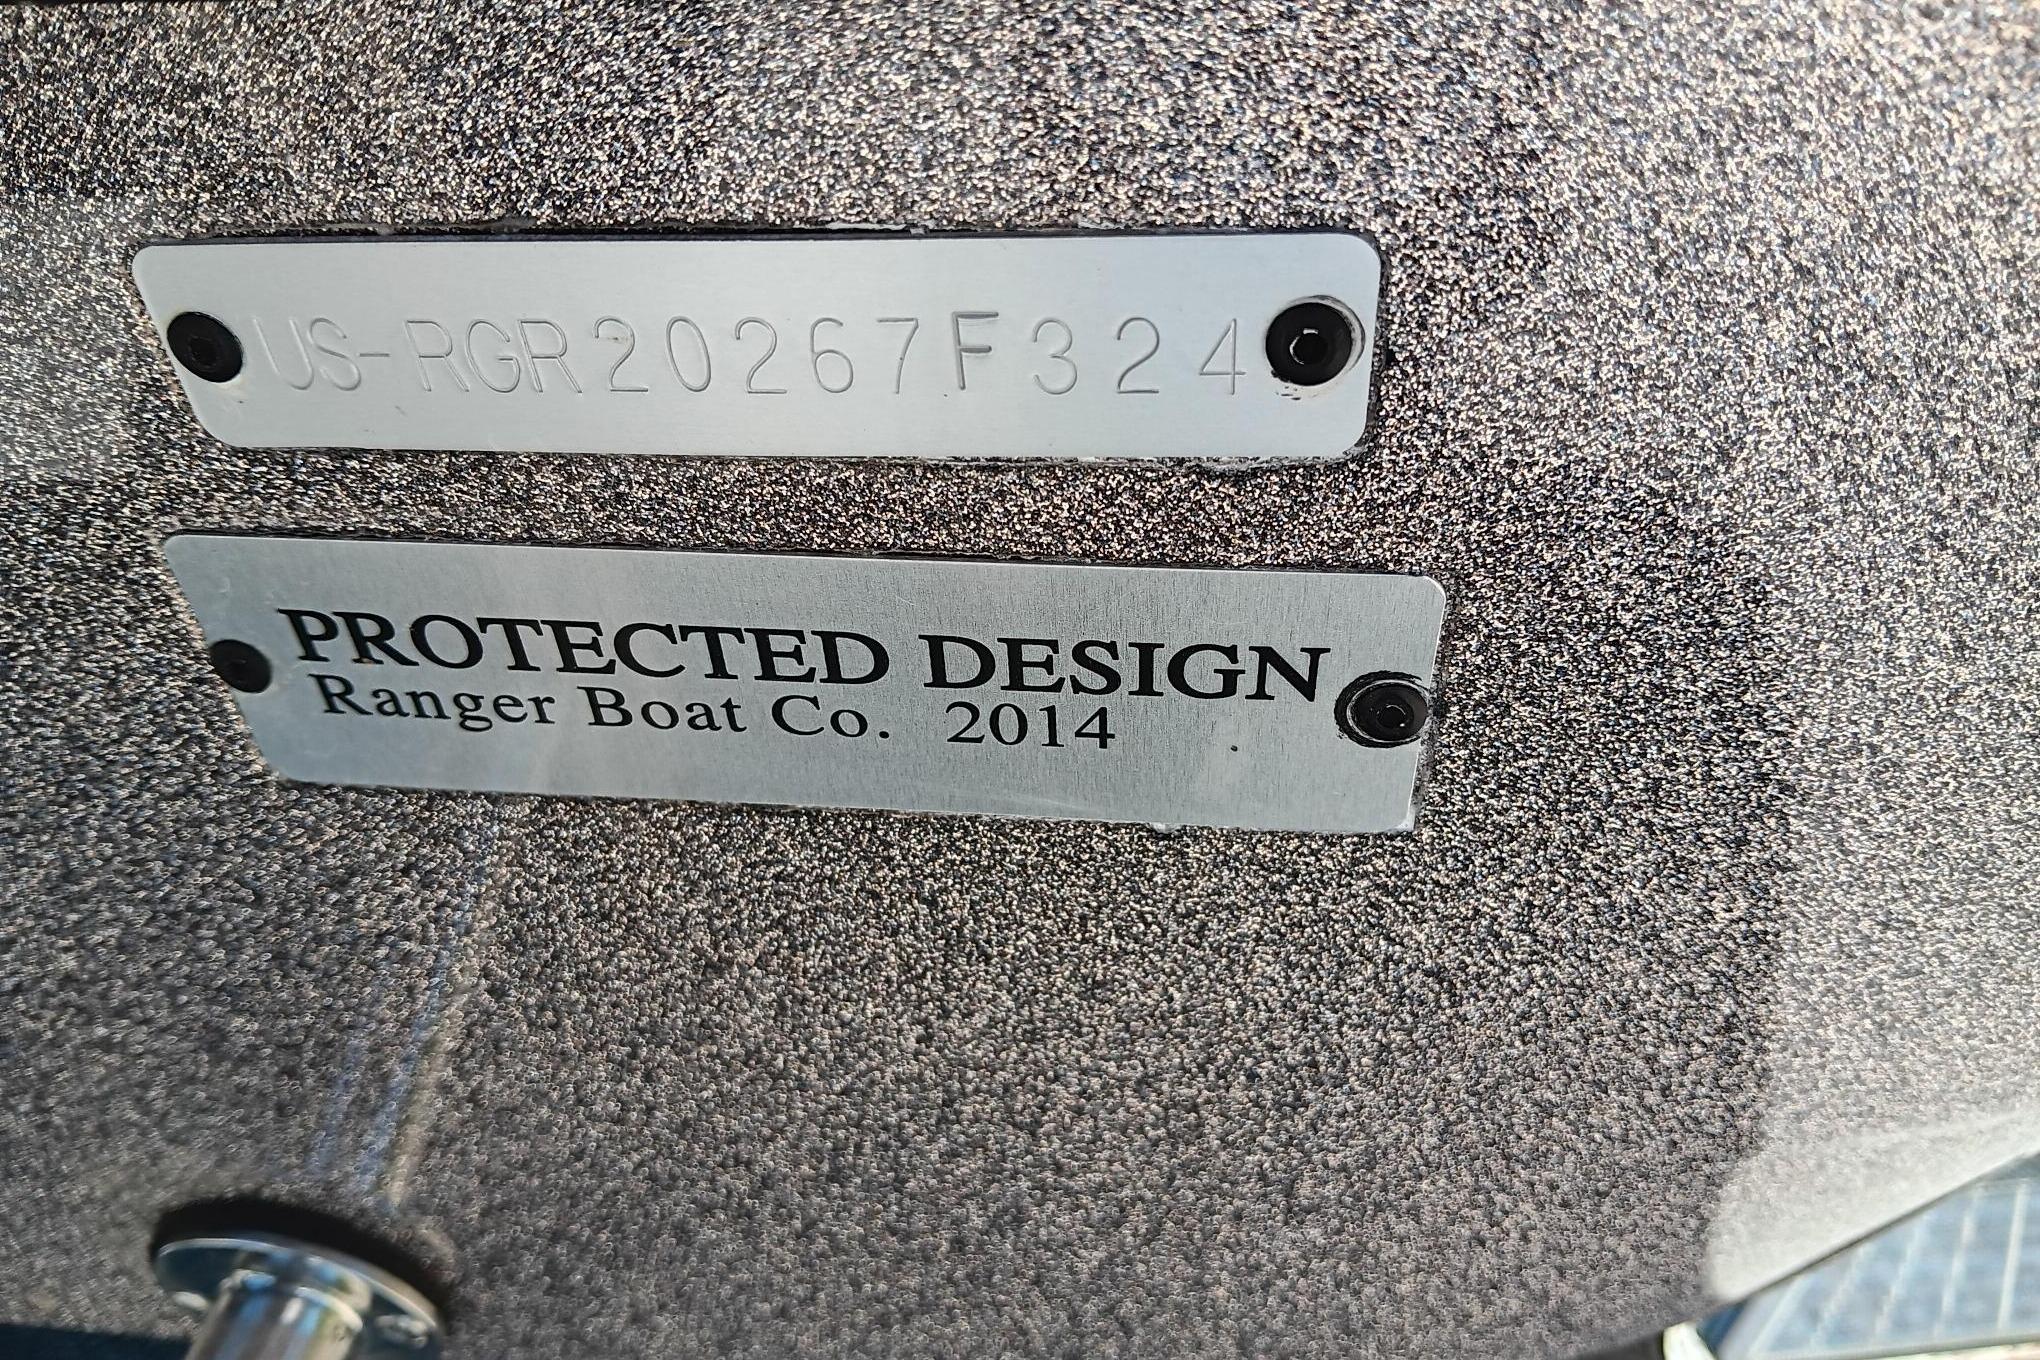 US-RGR20267F324
PROTECTED DESIGN
Ranger Boat Co. 2014